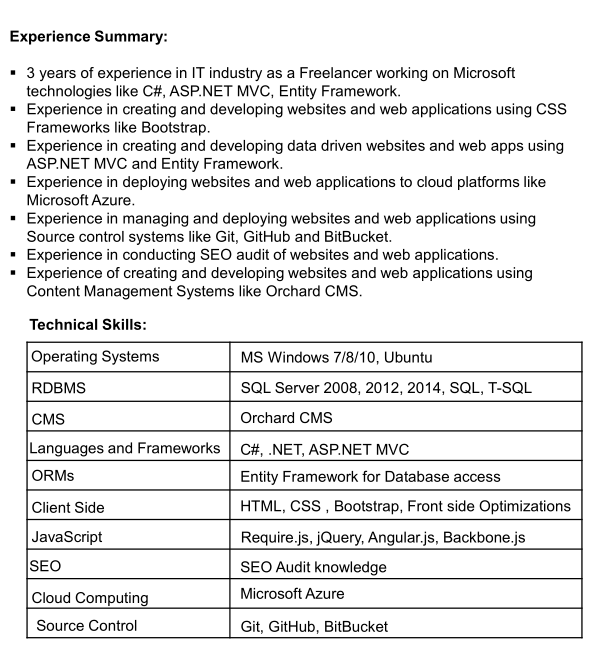 Experience Summary:
▪ 3 years of experience in IT industry as a Freelancer working on Microsoft
technologies like C#, ASP.NET MVC, Entity Framework.
▪ Experience in creating and developing websites and web applications using CSS
Frameworks like Bootstrap.
▪ Experience in creating and developing data driven websites and web apps using
ASP.NET MVC and Entity Framework.
▪ Experience in deploying websites and web applications to cloud platforms like
Microsoft Azure.
▪ Experience in managing and deploying websites and web applications using
Source control systems like Git, GitHub and BitBucket.
▪ Experience in conducting SEO audit of websites and web applications.
▪ Experience of creating and developing websites and web applications using
Content Management Systems like Orchard CMS.
Technical Skills:
Operating Systems MS Windows 7/8/10, Ubuntu
RDBMS SQL Server 2008, 2012, 2014, SQL, T-SQL
CMS Orchard CMS
Languages and Frameworks C#, .NET, ASP.NET MVC
ORMs Entity Framework for Database access
Client Side HTML, CSS , Bootstrap, Front side Optimizations
JavaScript Require.js, jQuery, Angular.js, Backbone.js
SEO SEO Audit knowledge
Cloud Computing Microsoft Azure
Source Control Git, GitHub, BitBucket